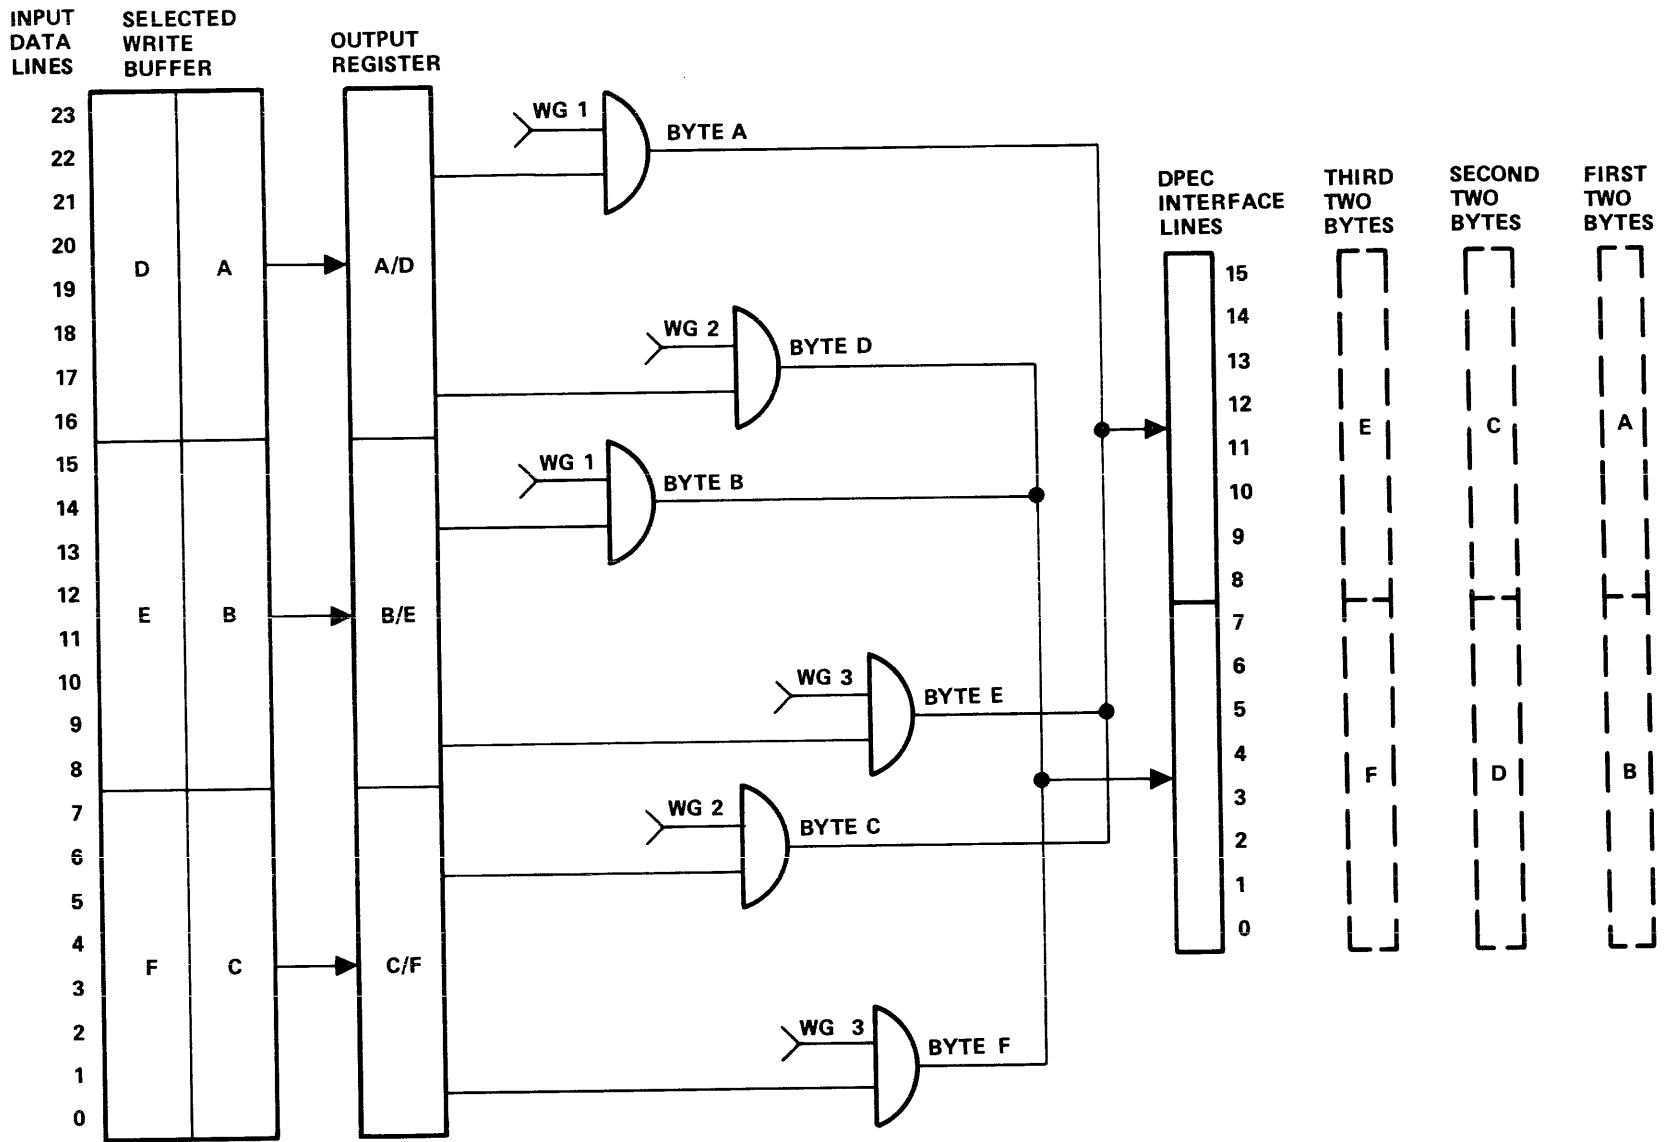 INPUT
DATA
LINES
SELECTED
WRITE
BUFFER
OUTPUT
REGISTER
23
22
21
20
19
18
17
16
15
14
13
12
11
10
9
8
7
6
5
4
3
2
1
0
D A
E B
F C
A/D
B/E
C/F
WG 1
BYTE A
WG 2
BYTE D
WG 1
BYTE B
WG 3
BYTE E
WG 2
BYTE C
WG 3
BYTE F
DPEC
INTERFACE
LINES
15
14
13
12
11
10
9
8
7
6
5
4
3
2
1
0
THIRD
TWO
BYTES
E
F
SECOND
TWO
BYTES
C
D
FIRST
TWO
BYTES
A
B